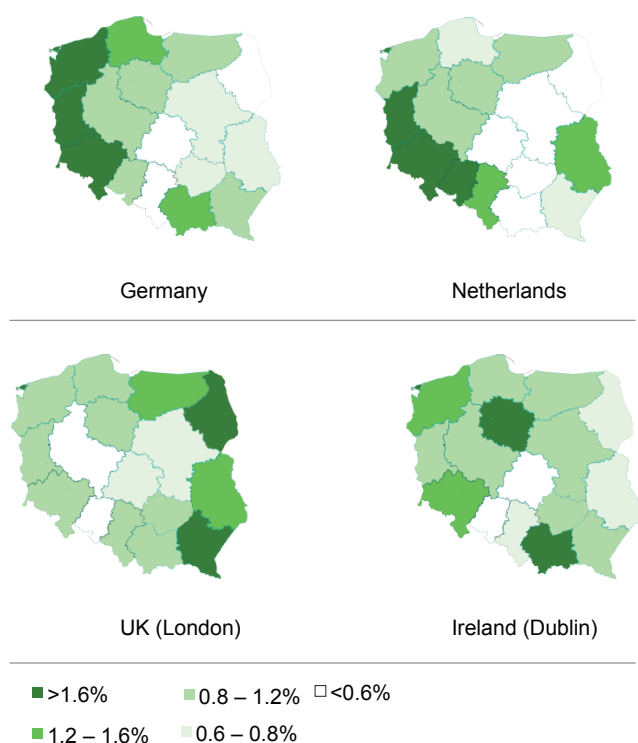 Germany
Netherlands
UK (London)
Ireland (Dublin)
>1.6%
0.8 – 1.2%
<0.6%
1.2 – 1.6%
0.6 – 0.8%